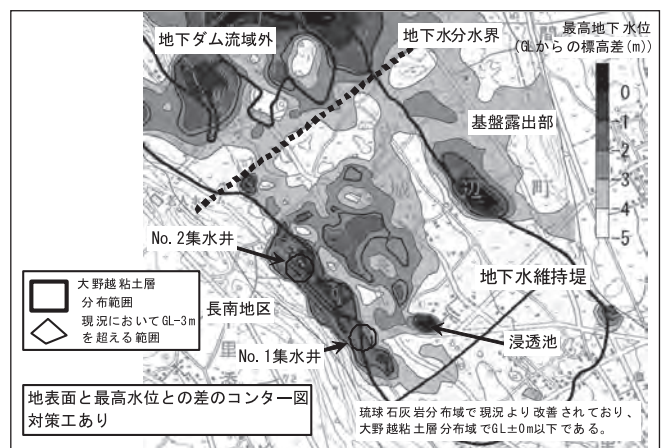 地下ダム流域外
地下水分水界
最高地下水位
(GLからの標高差(m))
0
-1
-2
-3
-4
-5
基盤露出部
辺
町
No.2集水井
大野越粘土層
分布範囲
現況においてGL-3m
を超える範囲
長南地区
地下水維持堤
浸透池
No.1集水井
里
地表面と最高水位との差のコンター図
対策工あり
琉球石灰岩分布域で現況より改善されており、
大野越粘土層分布域でGL±0m以下である。